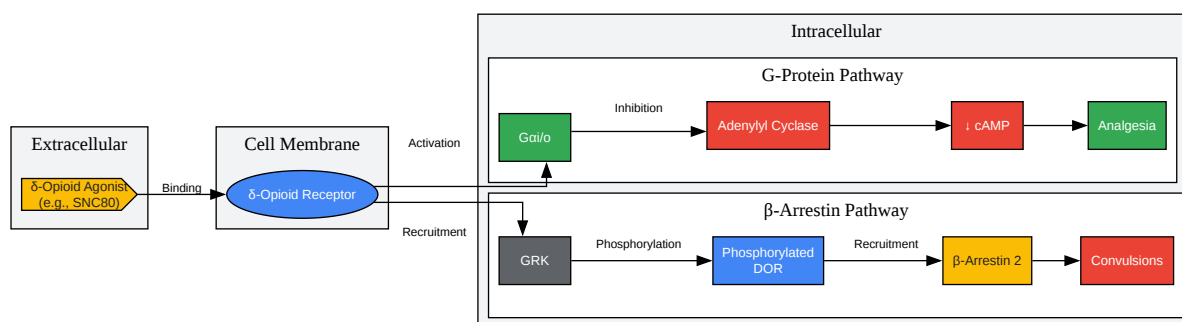 Intracellular
G-Protein Pathway
Inhibition
Gαi/o
Adenylyl Cyclase
↓ cAMP
Analgesia
Extracellular
Cell Membrane
Activation
δ-Opioid Agonist
(e.g., SNC80)
Binding
δ-Opioid Receptor
Recruitment
β-Arrestin Pathway
Phosphorylation
Recruitment
GRK
Phosphorylated
DOR
β-Arrestin 2
Convulsions